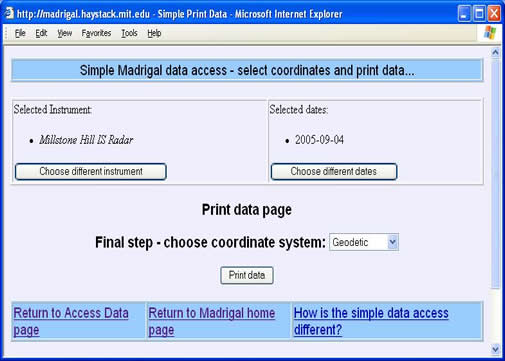 http://madrigal.haystack.mit.edu - Simple Print Data - Microsoft Internet Explorer
File Edit View Favorites Tools Help
Simple Madrigal data access - select coordinates and print data...
Selected Instrument:
Selected dates:
• Millstone Hill IS Radar
• 2005-09-04
Choose different instrument
Choose different dates
Print data page
Final step - choose coordinate system: Geodetic
Print data
Return to Access Data page
Return to Madrigal home page
How is the simple data access different?